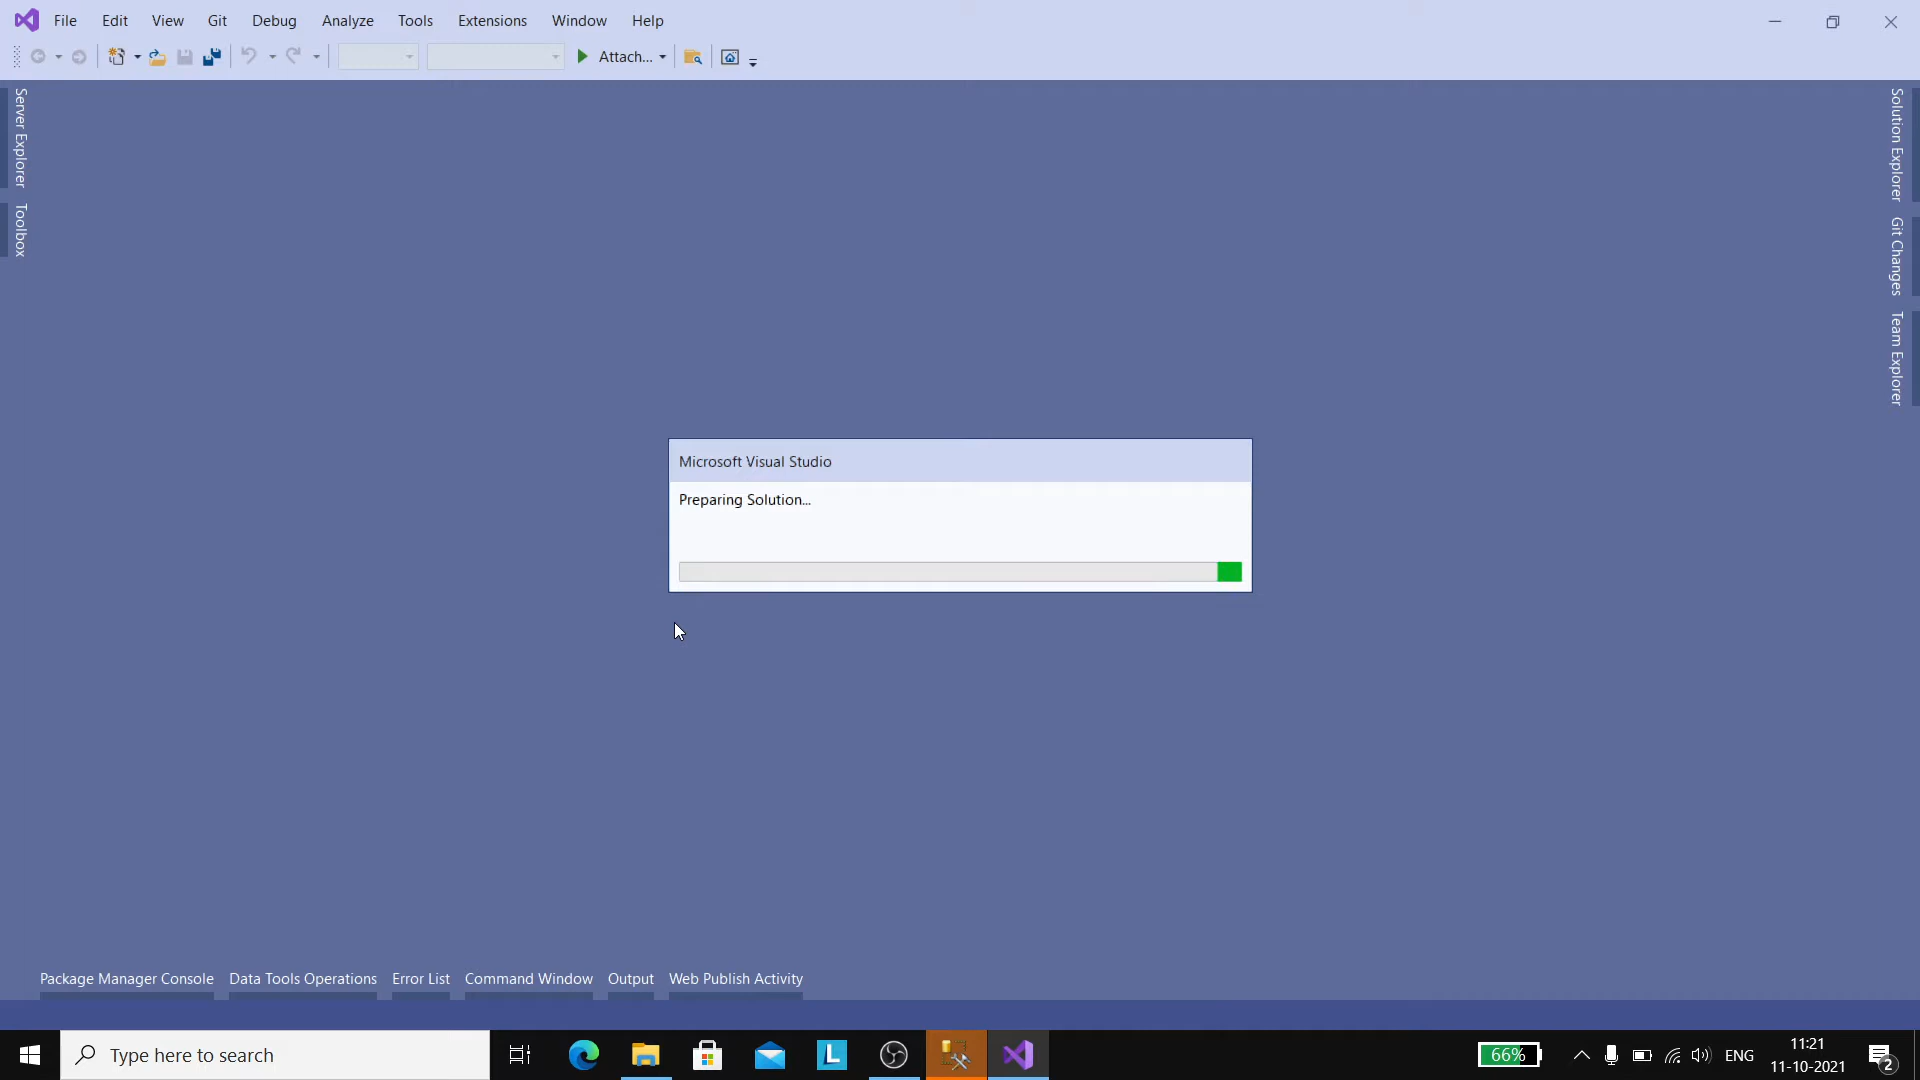 File Edit View Git Debug Analyze Tools Extensions Window Help
Attach...
Server Explorer
Toolbox
Solution Explorer
Git Changes
Team Explorer
Microsoft Visual Studio
Preparing Solution...
Package Manager Console Data Tools Operations Error List Command Window Output Web Publish Activity
Type here to search
L
66%
ENG
11:21
11-10-2021
2